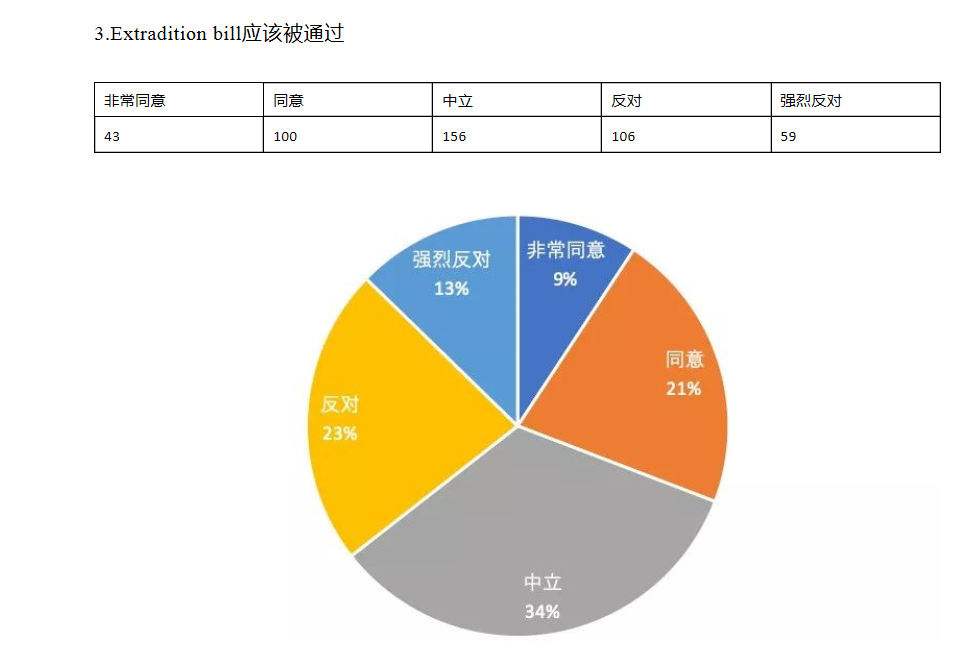 3.Extradition bill应该被通过
非常同意 同意 中立 反对 强烈反对
43 100 156 106 59
强烈反对
13%
非常同意
9%
同意
21%
反对
23%
中立
34%